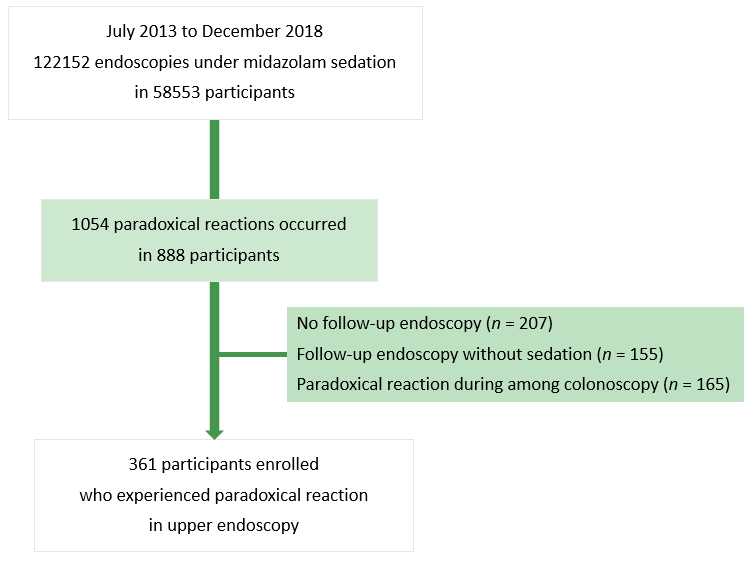 July 2013 to December 2018
122152 endoscopies under midazolam sedation
in 58553 participants
1054 paradoxical reactions occurred
in 888 participants
No follow-up endoscopy (n = 207)
Follow-up endoscopy without sedation (n = 155)
Paradoxical reaction during among colonoscopy (n = 165)
361 participants enrolled
who experienced paradoxical reaction
in upper endoscopy